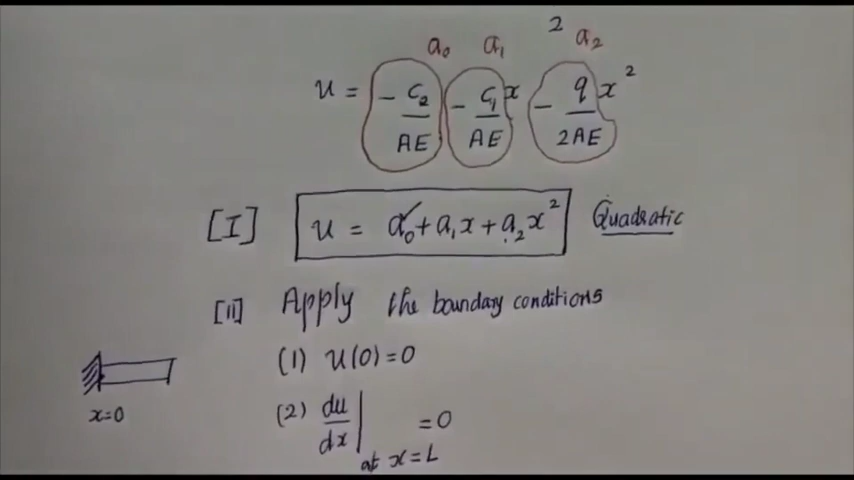 a₀ a₁ ² a₂
u = - C₂/AE - C₁/AE x - q/2AE x²
[I] u = a₀ + a₁x + a₂x² Quadratic
[II] Apply the boundary conditions
(1) u(0)=0
x=0
(2) du/dx | at x=L =0